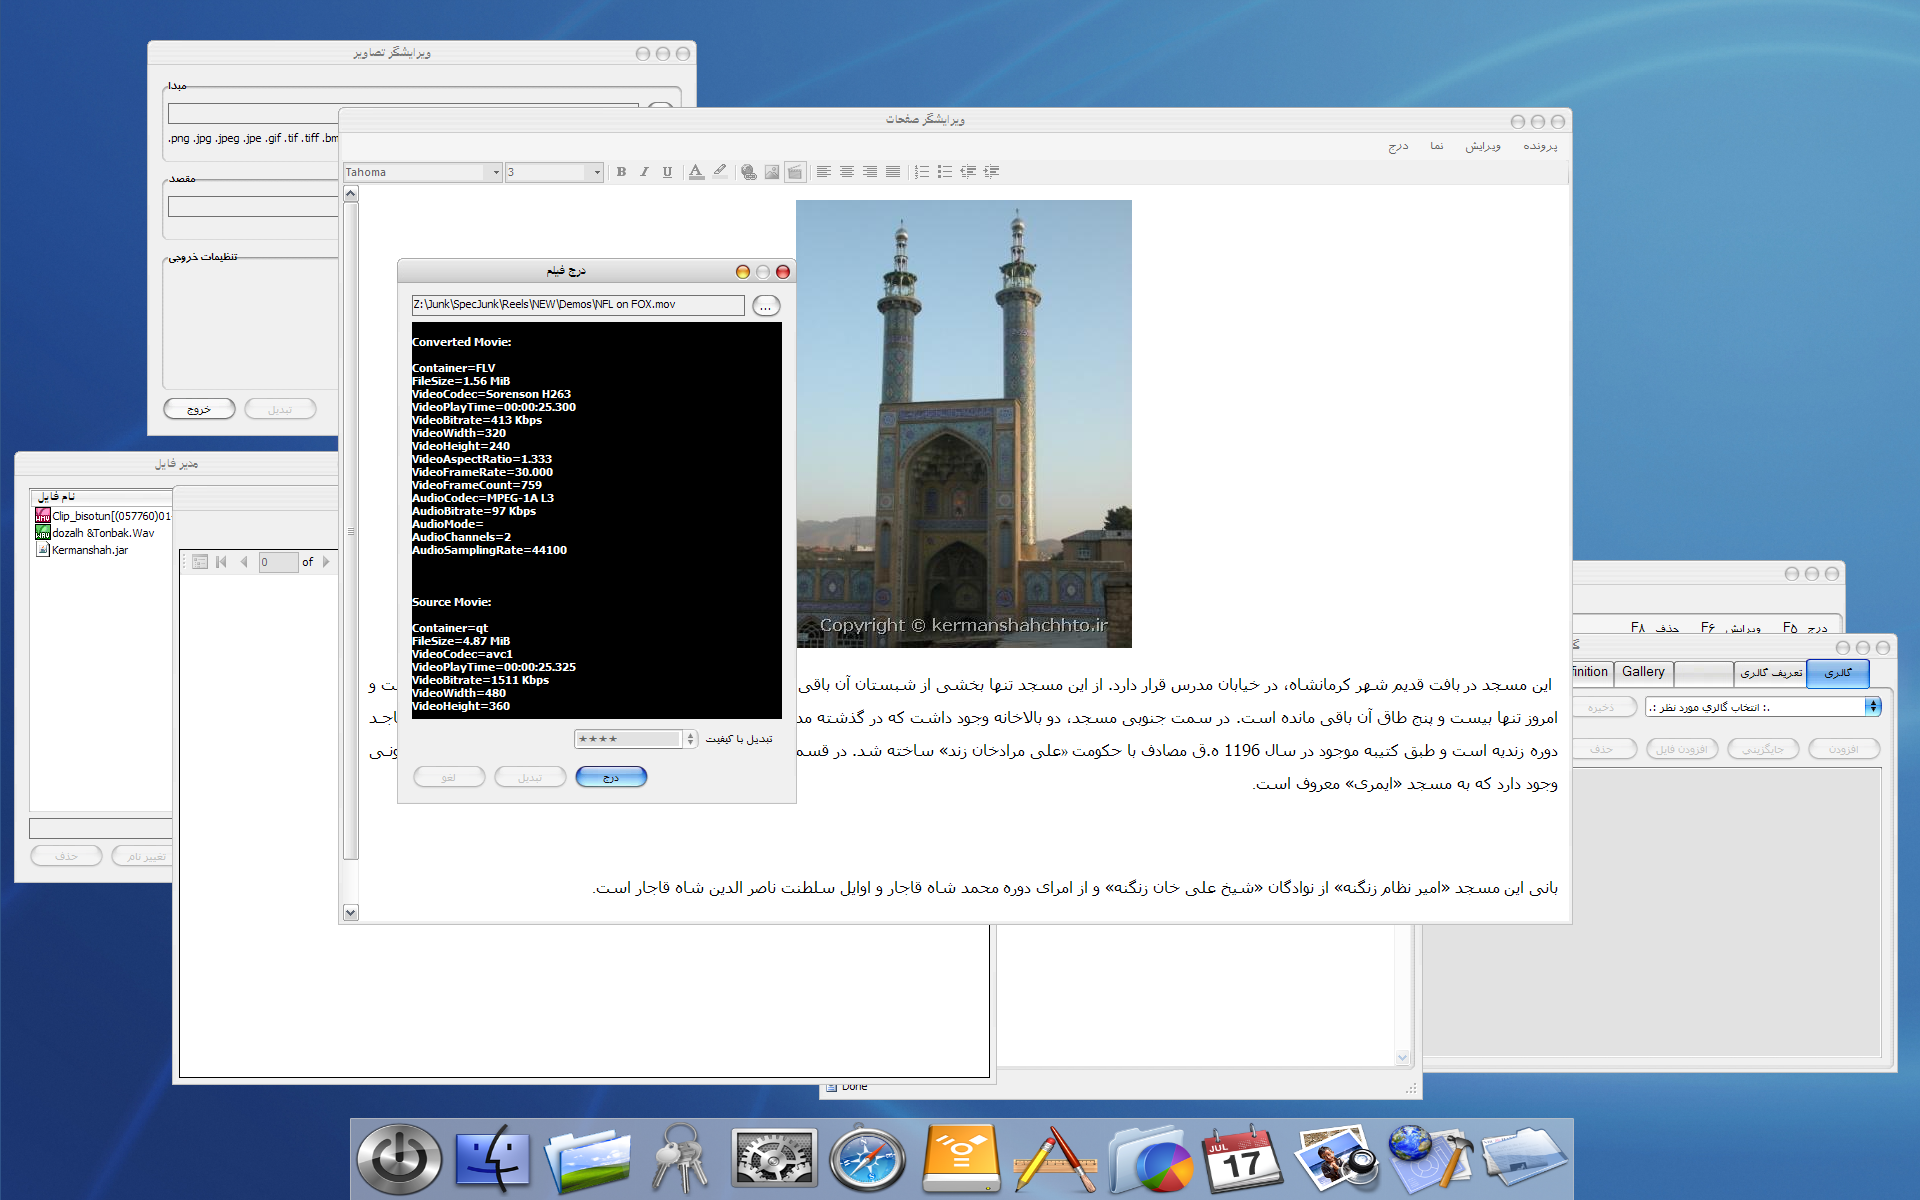 ویرایشگر تصاویر
مبدا
.png .jpg .jpeg .jpe .gif .tif .tiff .bm
مقصد
تنظیمات خروجی
خروج
تبدیل
ویرایشگر صفحات
پرونده ویرایش نما درج
Tahoma 3 B I U A
درج فیلم
Z:\Junk\SpecJunk\Reels\NEW\Demos\NFL on FOX.mov
...
Converted Movie:
Container=FLV
FileSize=1.56 MiB
VideoCodec=Sorenson H263
VideoPlayTime=00:00:25.300
VideoBitrate=413 Kbps
VideoWidth=320
VideoHeight=240
VideoAspectRatio=1.333
VideoFrameRate=30.000
VideoFrameCount=759
AudioCodec=MPEG-1A L3
AudioBitrate=97 Kbps
AudioMode=
AudioChannels=2
AudioSamplingRate=44100
Source Movie:
Container=qt
FileSize=4.87 MiB
VideoCodec=avc1
VideoPlayTime=00:00:25.325
VideoBitrate=1511 Kbps
VideoWidth=480
VideoHeight=360
تبدیل با کیفیت
****
درج
تبدیل
لغو
Copyright © kermanshahchhto.ir
این مسجد در بافت قدیم شهر کرمانشاه، در خیابان مدرس قرار دارد. از این مسجد تنها بخشی از شبستان آن باقی
امروز تنها بیست و پنج طاق آن باقی مانده است. در سمت جنوبی مسجد، دو بالاخانه وجود داشت که در گذشته
دوره زندیه است و طبق کتیبه موجود در سال 1196 ه.ق مصادف با حکومت «علی مرادخان زند» ساخته شد. در
وجود دارد که به مسجد «ایمری» معروف است.
بانی این مسجد «امیر نظام زنگنه» از نوادگان «شیخ علی خان زنگنه» و از امرای دوره محمد شاه قاجار و اوایل سلطنت ناصر الدین شاه قاجار است.
مدیر فایل
نام فایل
Clip_bisotun[(057760)01
dozalh &Tonbak.Wav
Kermanshah.jar
حذف
تغییر نام
0 of
درج F۵ ویرایش F۶ حذف F۸
گالری
تعریف گالری
Gallery
finition
.: انتخاب گالري مورد نظر :.
ذخیره
افزودن
جایگزینی
افزودن فایل
حذف
Done
JUL
17